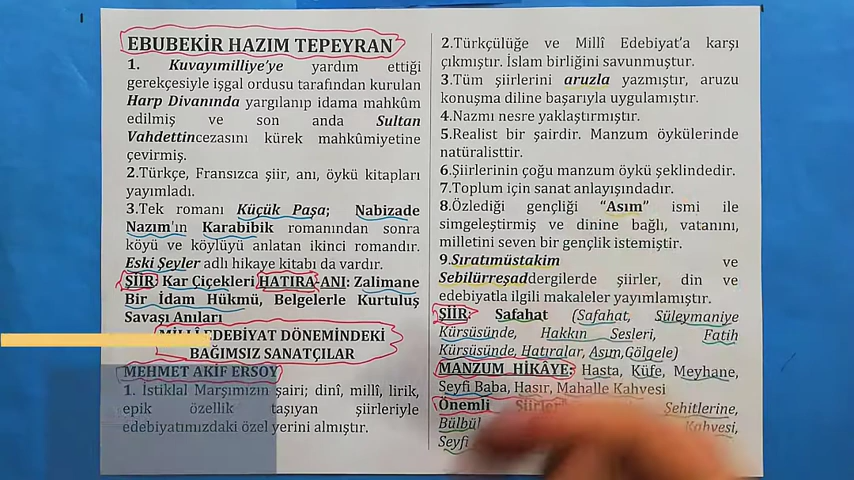 EBUBEKİR HAZIM TEPEYRAN
1. Kuvayımilliye’ye yardım ettiği
gerekçesiyle işgal ordusu tarafından kurulan
Harp Divanında yargılanıp idama mahkûm
edilmiş ve son anda Sultan
Vahdettincezasını kürek mahkûmiyetine
çevirmiş.
2.Türkçe, Fransızca şiir, anı, öykü kitapları
yayımladı.
3.Tek romanı Küçük Paşa; Nabizade
Nazım’ın Karabibik romanından sonra
köyü ve köylüyü anlatan ikinci romandır.
Eski Şeyler adlı hikaye kitabı da vardır.
ŞİİR: Kar Çiçekleri HATIRA-ANI: Zalimane
Bir İdam Hükmü, Belgelerle Kurtuluş
Savaşı Anıları
MİLLÎ EDEBİYAT DÖNEMİNDEKİ
BAĞIMSIZ SANATÇILAR
MEHMET AKİF ERSOY
1. İstiklal Marşımızın şairi; dinî, millî, lirik,
epik özellik taşıyan şiirleriyle
edebiyatımızdaki özel yerini almıştır.
2.Türkçülüğe ve Millî Edebiyat’a karşı
çıkmıştır. İslam birliğini savunmuştur.
3.Tüm şiirlerini aruzla yazmıştır, aruzu
konuşma diline başarıyla uygulamıştır.
4.Nazmı nesre yaklaştırmıştır.
5.Realist bir şairdir. Manzum öykülerinde
natüralisttir.
6.Şiirlerinin çoğu manzum öykü şeklindedir.
7.Toplum için sanat anlayışındadır.
8.Özlediği gençliği “Asım” ismi ile
simgeleştirmiş ve dinine bağlı, vatanını,
milletini seven bir gençlik istemiştir.
9.Sıratımüstakim ve
Sebilürreşaddergilerde şiirler, din ve
edebiyatla ilgili makaleler yayımlamıştır.
ŞİİR: Safahat (Safahat, Süleymaniye
Kürsüsünde, Hakkın Sesleri, Fatih
Kürsüsünde, Hatıralar, Asım,Gölgele)
MANZUM HİKÂYE: Hasta, Küfe, Meyhane,
Seyfi Baba, Hasır, Mahalle Kahvesi
Önemli Şehitlerine,
Bülbül Kahvesi,
Seyfi